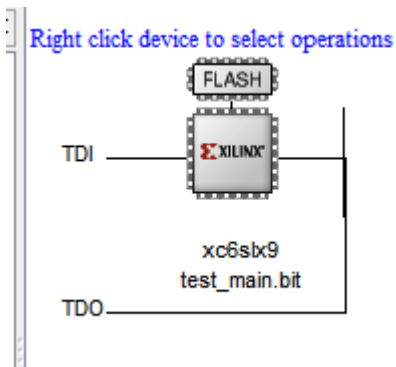 Right click device to select operations
FLASH
TDI
XILINX
xc6slx9
test_main.bit
TDO